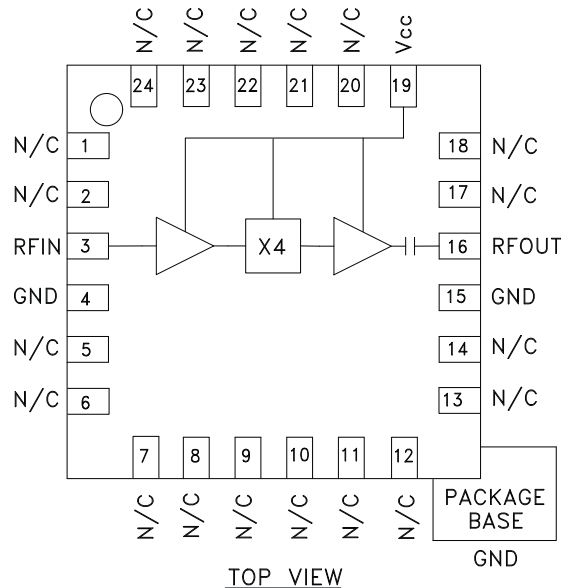 N/C N/C N/C N/C N/C Vcc
24 23 22 21 20 19
N/C 1
18 N/C
N/C 2
17 N/C
RFIN 3
X4
16 RFOUT
GND 4
15 GND
N/C 5
14 N/C
N/C 6
13 N/C
7 8 9 10 11 12
N/C N/C N/C N/C N/C N/C
PACKAGE
BASE
GND
TOP VIEW